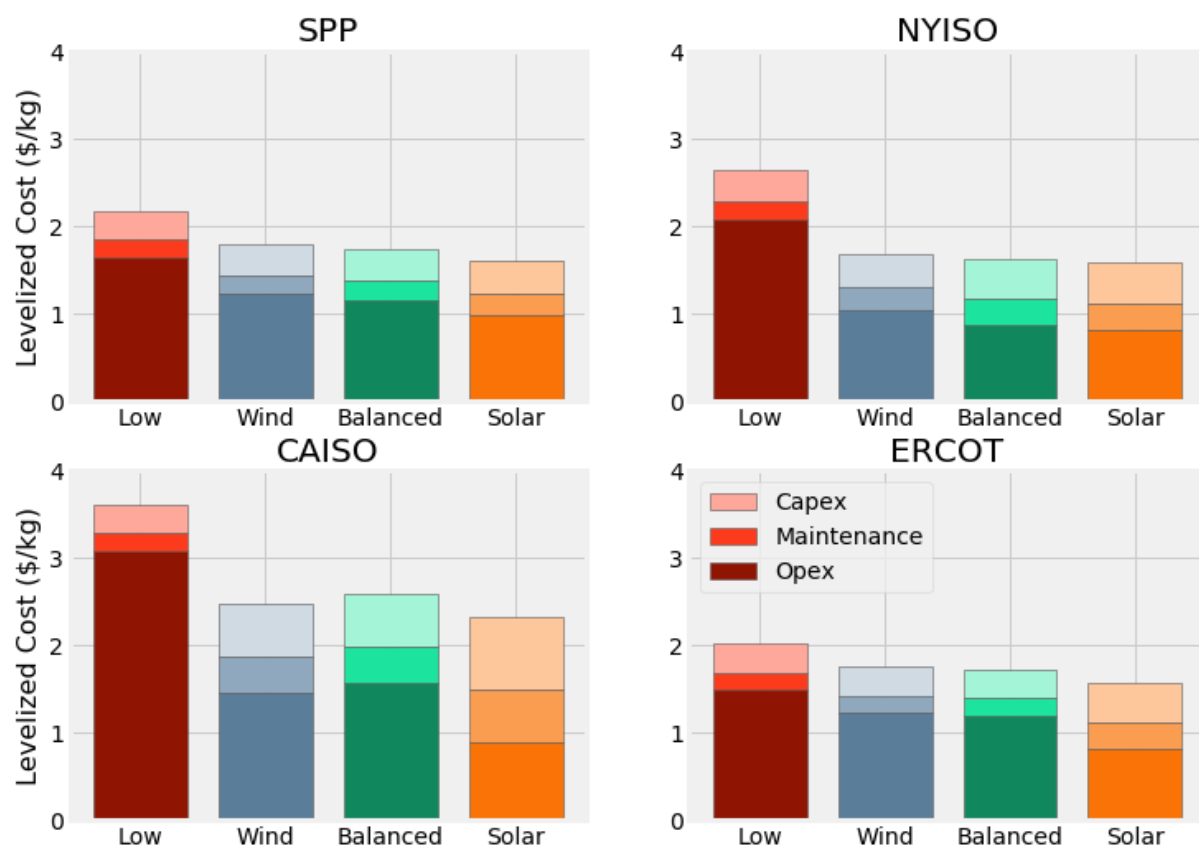 SPP
Levelized Cost ($/kg)
4
3
2
1
0
Low Wind Balanced Solar
NYISO
4
3
2
1
0
Low Wind Balanced Solar
CAISO
Levelized Cost ($/kg)
4
3
2
1
0
Low Wind Balanced Solar
ERCOT
4
3
2
1
0
Capex
Maintenance
Opex
Low Wind Balanced Solar